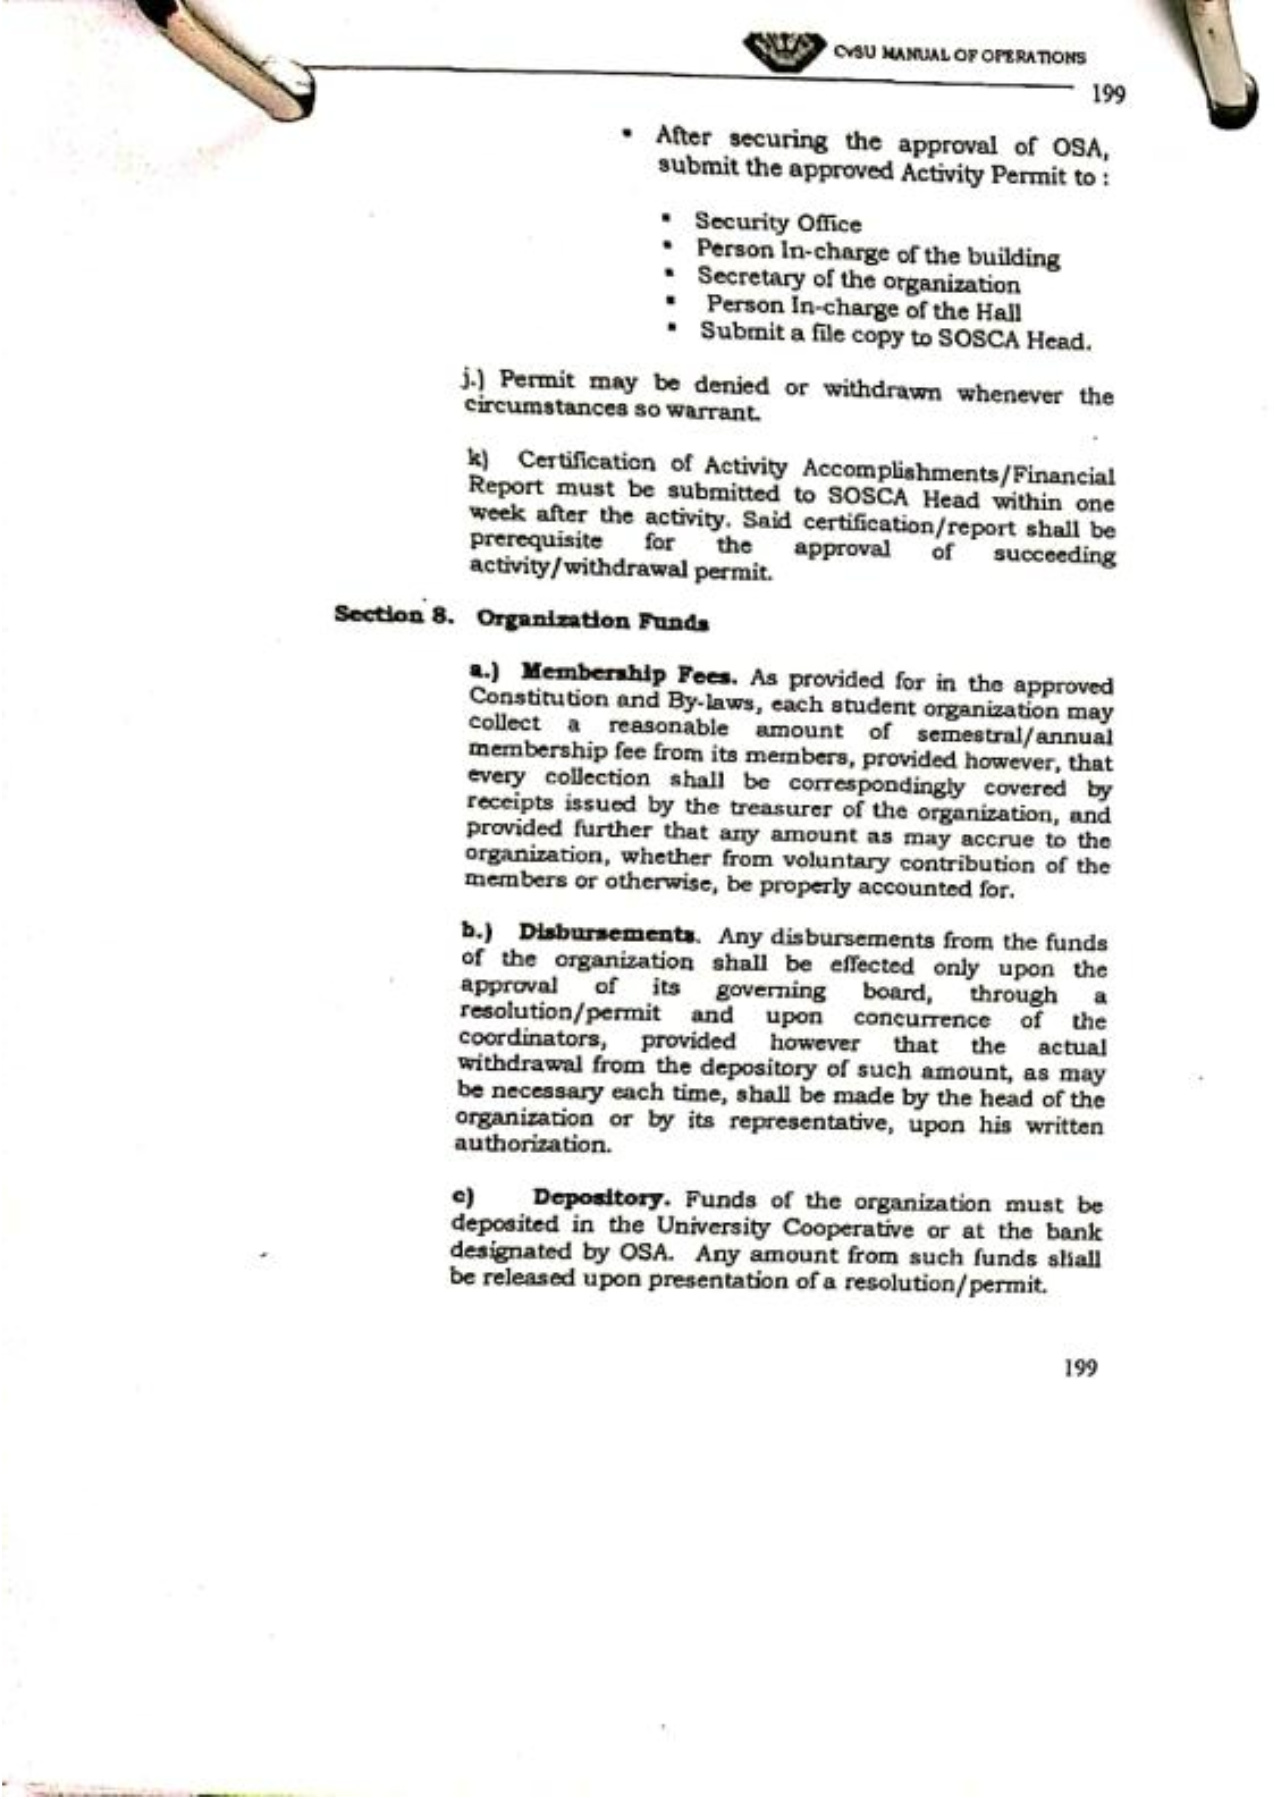 CvSU MANUAL OF OPERATIONS
199
• After securing the approval of OSA,
submit the approved Activity Permit to :
▪ Security Office
▪ Person In-charge of the building
▪ Secretary of the organization
▪ Person In-charge of the Hall
▪ Submit a file copy to SOSCA Head.
j.) Permit may be denied or withdrawn whenever the
circumstances so warrant.
k) Certification of Activity Accomplishments/Financial
Report must be submitted to SOSCA Head within one
week after the activity. Said certification/report shall be
prerequisite for the approval of succeeding
activity/withdrawal permit.
Section 8. Organization Funds
a.) Membership Fees. As provided for in the approved
Constitution and By-laws, each student organization may
collect a reasonable amount of semestral/annual
membership fee from its members, provided however, that
every collection shall be correspondingly covered by
receipts issued by the treasurer of the organization, and
provided further that any amount as may accrue to the
organization, whether from voluntary contribution of the
members or otherwise, be properly accounted for.
b.) Disbursements. Any disbursements from the funds
of the organization shall be effected only upon the
approval of its governing board, through a
resolution/permit and upon concurrence of the
coordinators, provided however that the actual
withdrawal from the depository of such amount, as may
be necessary each time, shall be made by the head of the
organization or by its representative, upon his written
authorization.
c) Depository. Funds of the organization must be
deposited in the University Cooperative or at the bank
designated by OSA. Any amount from such funds shall
be released upon presentation of a resolution/permit.
199